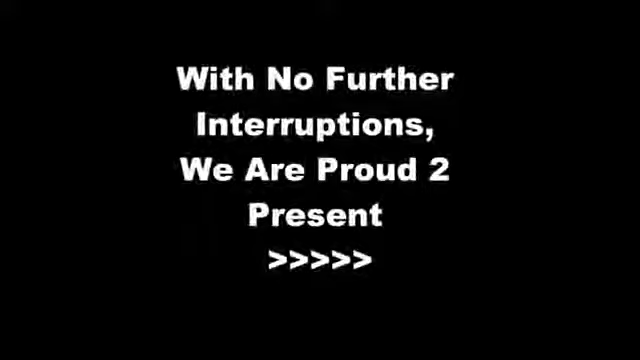 With No Further
Interruptions,
We Are Proud 2
Present
>>>>>